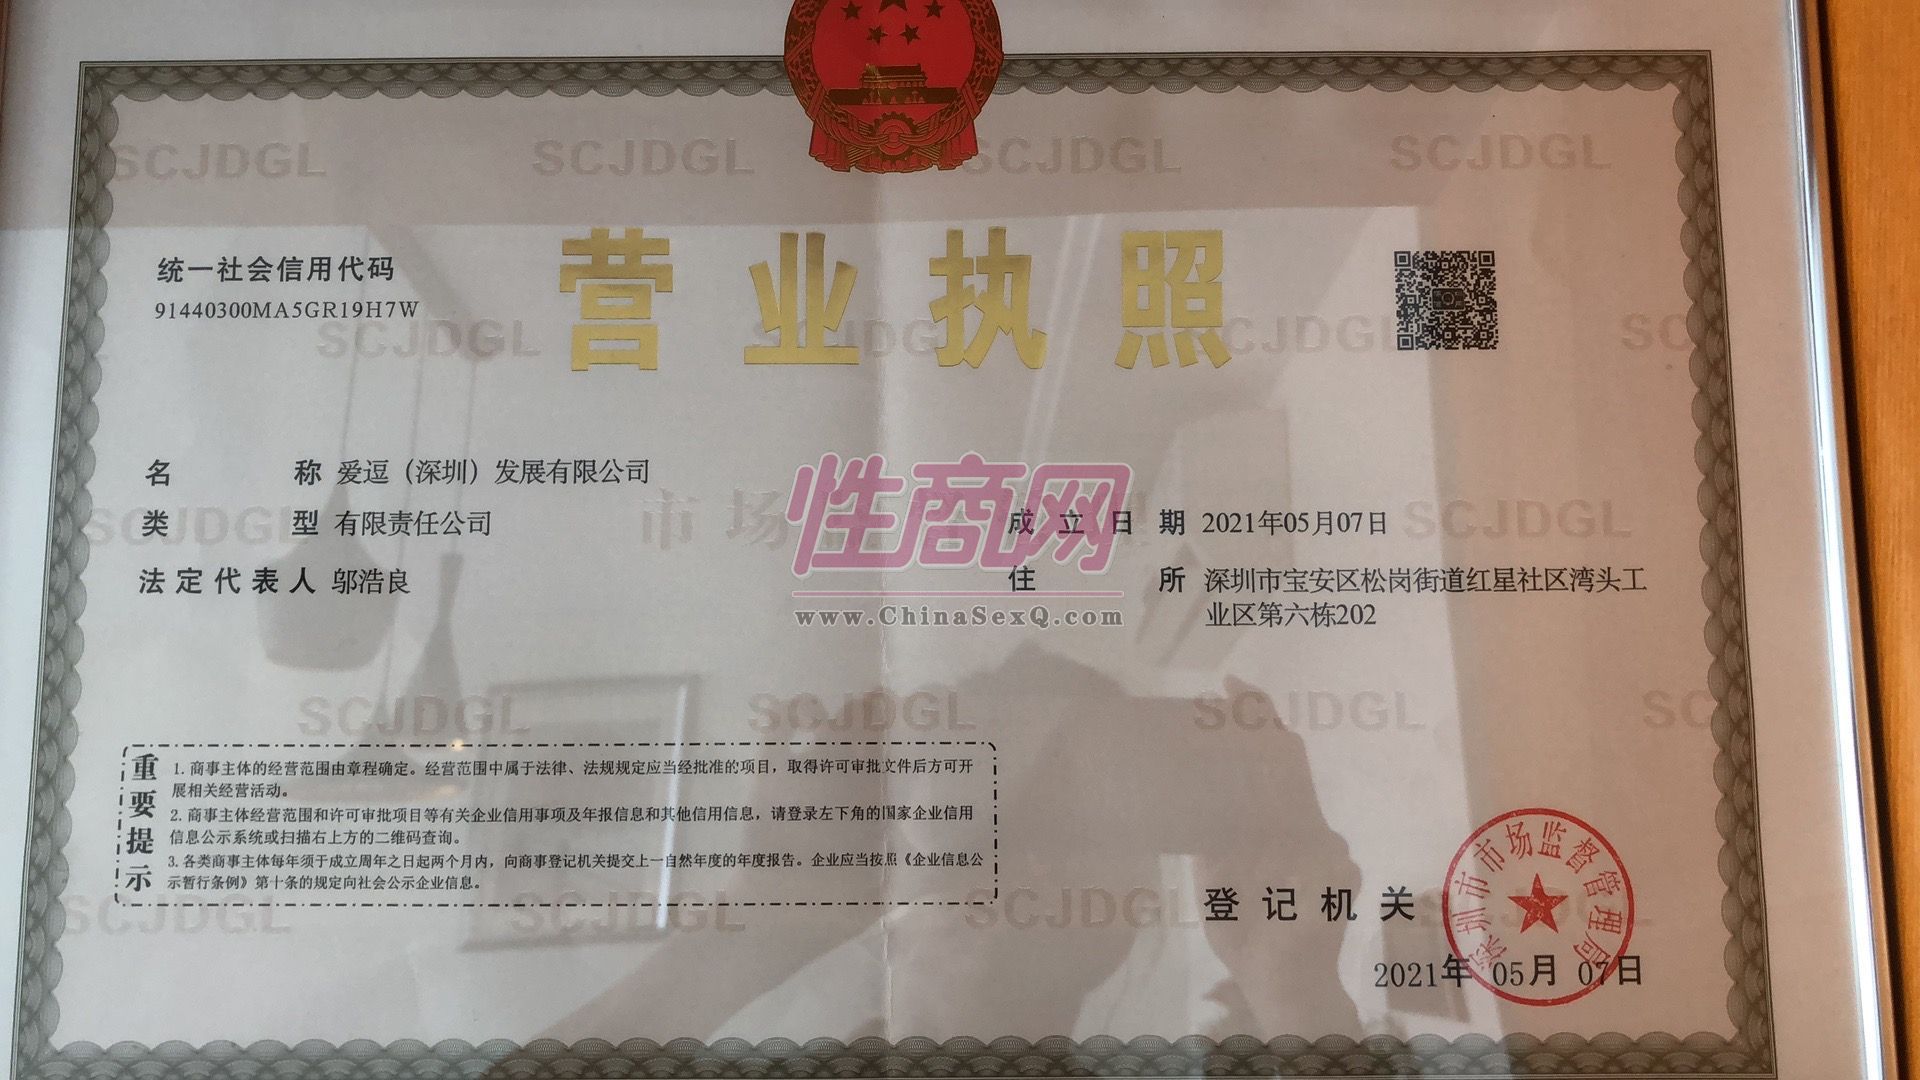 SCJDGL SCJDGL SCJDGL SCJDGL
营业执照
统一社会信用代码
91440300MA5GR19H7W
SCJDGL JDGL CJDGL SC
名称 爱逗（深圳）发展有限公司
类型 有限责任公司
法定代表人 邬浩良
性商网
www.ChinaSexQ.com
市场
成立日期 2021年05月07日
住所 深圳市宝安区松岗街道红星社区湾头工
业区第六栋202
SCJDGL SCJDGL
SCJDGL SCJDGL SCJDGL SC
重要提示
1. 商事主体的经营范围由章程确定。经营范围中属于法律、法规规定应当经批准的项目，取得许可审批文件后方可开
展相关经营活动。
2. 商事主体经营范围和许可审批项目等有关企业信用事项及年报信息和其他信用信息，请登录左下角的国家企业信用
信息公示系统或扫描右上方的二维码查询。
3. 各类商事主体每年须于成立周年之日起两个月内，向商事登记机关提交上一自然年度的年度报告。企业应当按照《企业信息公
示暂行条例》第十条的规定向社会公示企业信息。
SCJDGL SCJDGL SCJDGL
登记机关
深圳市市场监督管理局
2021年 05月 07日